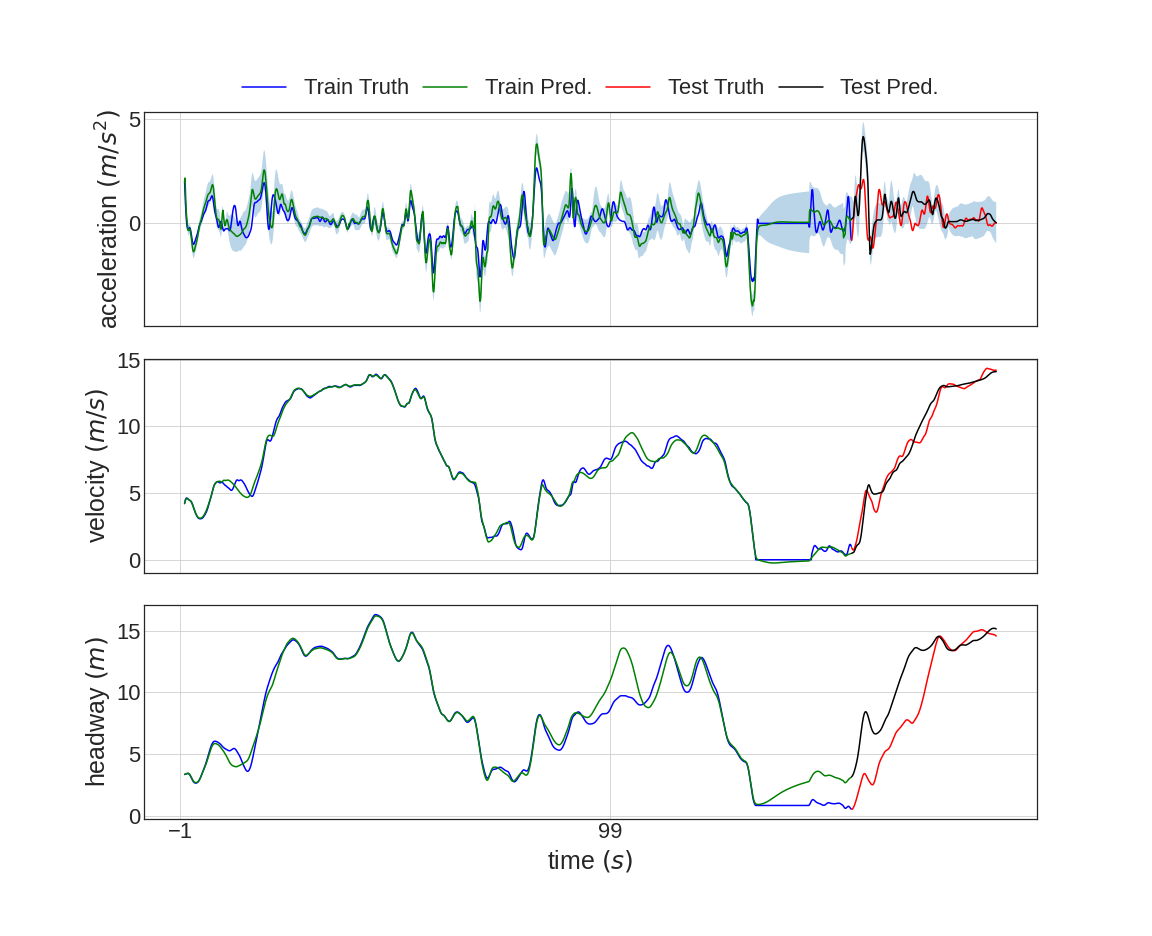 Train Truth Train Pred. Test Truth Test Pred.
acceleration (m/s²)
5
0
velocity (m/s)
15
10
5
0
headway (m)
15
10
5
0
−1 99
time (s)